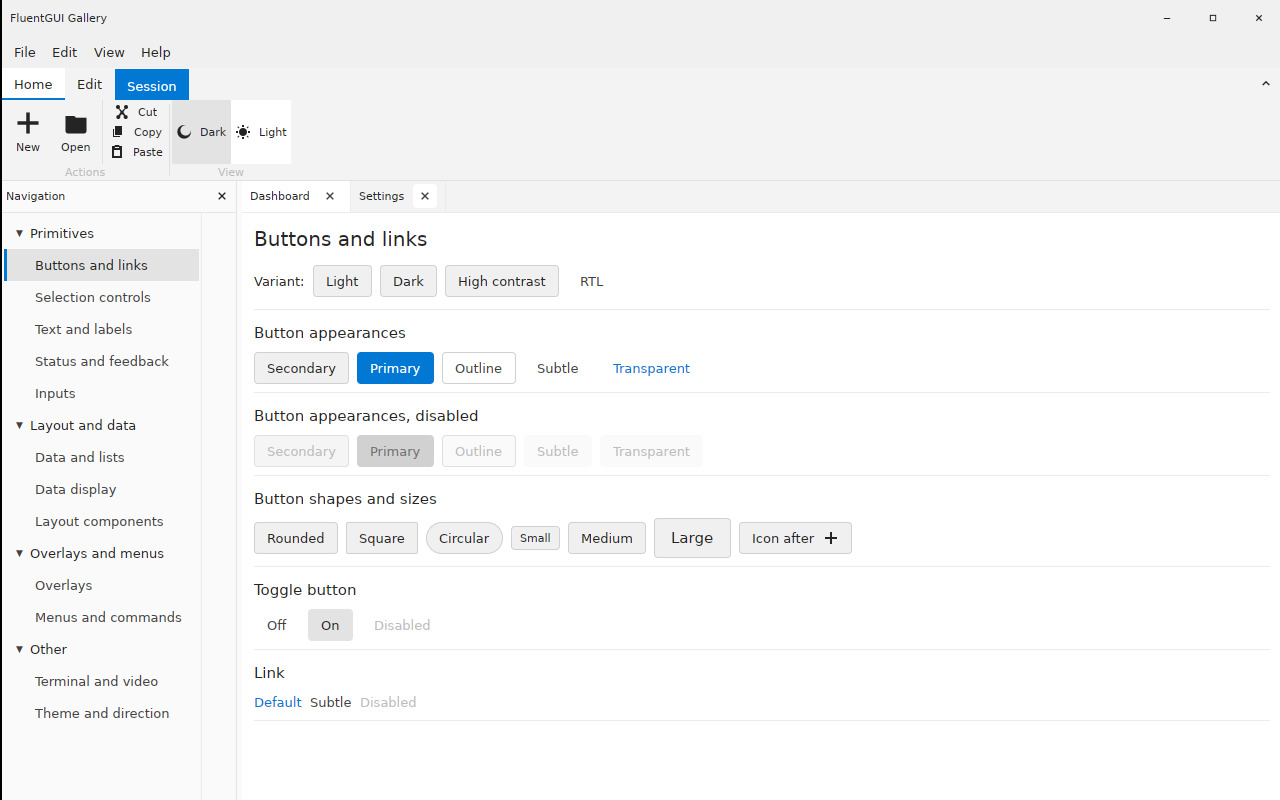 FluentGUI Gallery
File Edit View Help
Home Edit Session
New Open Cut Copy Paste Dark Light
Actions View
Navigation
Dashboard Settings
Primitives
Buttons and links
Selection controls
Text and labels
Status and feedback
Inputs
Layout and data
Data and lists
Data display
Layout components
Overlays and menus
Overlays
Menus and commands
Other
Terminal and video
Theme and direction
Buttons and links
Variant: Light Dark High contrast RTL
Button appearances
Secondary Primary Outline Subtle Transparent
Button appearances, disabled
Secondary Primary Outline Subtle Transparent
Button shapes and sizes
Rounded Square Circular Small Medium Large Icon after
Toggle button
Off On Disabled
Link
Default Subtle Disabled